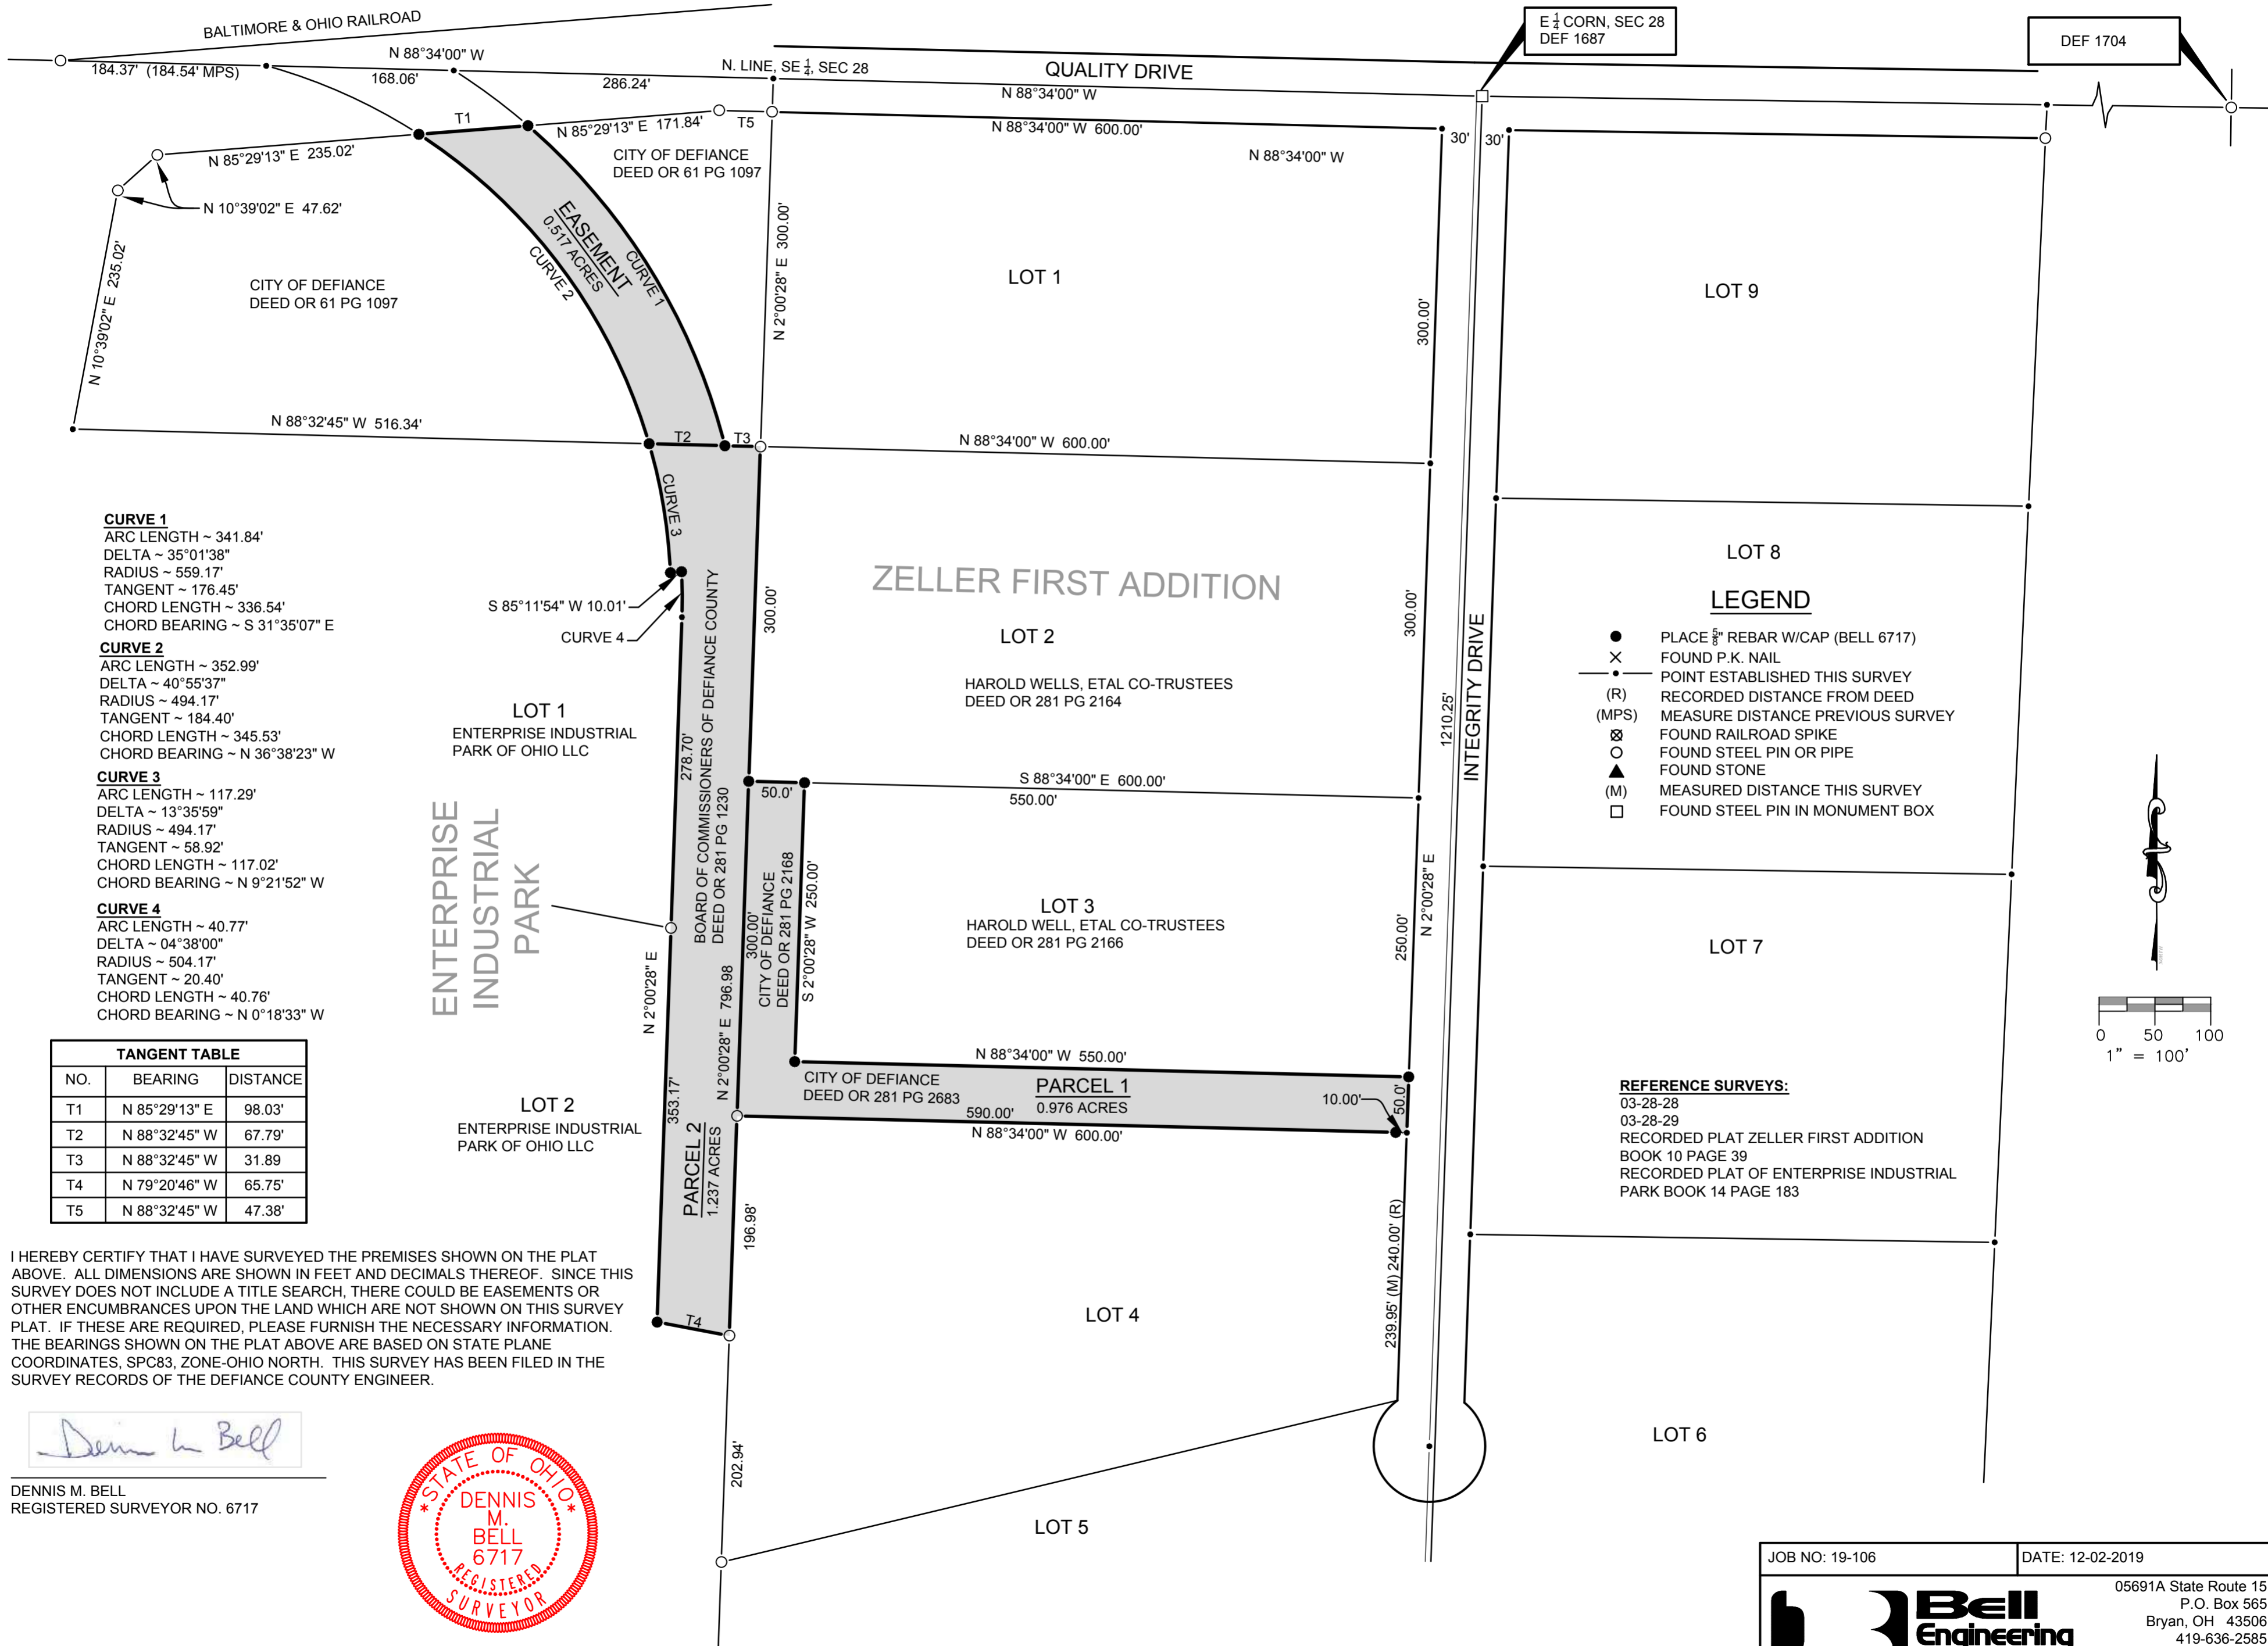 BALTIMORE & OHIO RAILROAD
N 88°34'00" W
184.37' (184.54' MPS)
168.06'
286.24'
N. LINE, SE 1/4, SEC 28
QUALITY DRIVE
N 88°34'00" W
E 1/4 CORN, SEC 28
DEF 1687
DEF 1704
T1
N 85°29'13" E 171.84'
T5
N 88°34'00" W 600.00'
N 88°34'00" W
30'
30'
N 85°29'13" E 235.02'
CITY OF DEFIANCE
DEED OR 61 PG 1097
N 10°39'02" E 47.62'
N 10°39'02" E 235.02'
CITY OF DEFIANCE
DEED OR 61 PG 1097
EASEMENT
0.517 ACRES
CURVE 1
CURVE 2
N 2°00'28" E 300.00'
LOT 1
300.00'
LOT 9
N 88°32'45" W 516.34'
T2
T3
N 88°34'00" W 600.00'
CURVE 1
ARC LENGTH ~ 341.84'
DELTA ~ 35°01'38"
RADIUS ~ 559.17'
TANGENT ~ 176.45'
CHORD LENGTH ~ 336.54'
CHORD BEARING ~ S 31°35'07" E
CURVE 2
ARC LENGTH ~ 352.99'
DELTA ~ 40°55'37"
RADIUS ~ 494.17'
TANGENT ~ 184.40'
CHORD LENGTH ~ 345.53'
CHORD BEARING ~ N 36°38'23" W
CURVE 3
ARC LENGTH ~ 117.29'
DELTA ~ 13°35'59"
RADIUS ~ 494.17'
TANGENT ~ 58.92'
CHORD LENGTH ~ 117.02'
CHORD BEARING ~ N 9°21'52" W
CURVE 4
ARC LENGTH ~ 40.77'
DELTA ~ 04°38'00"
RADIUS ~ 504.17'
TANGENT ~ 20.40'
CHORD LENGTH ~ 40.76'
CHORD BEARING ~ N 0°18'33" W
CURVE 3
S 85°11'54" W 10.01'
CURVE 4
300.00'
ZELLER FIRST ADDITION
LOT 2
HAROLD WELLS, ETAL CO-TRUSTEES
DEED OR 281 PG 2164
300.00'
1210.25'
INTEGRITY DRIVE
LOT 8
LEGEND
PLACE 5/8" REBAR W/CAP (BELL 6717)
FOUND P.K. NAIL
POINT ESTABLISHED THIS SURVEY
(R) RECORDED DISTANCE FROM DEED
(MPS) MEASURE DISTANCE PREVIOUS SURVEY
FOUND RAILROAD SPIKE
FOUND STEEL PIN OR PIPE
FOUND STONE
(M) MEASURED DISTANCE THIS SURVEY
FOUND STEEL PIN IN MONUMENT BOX
LOT 1
ENTERPRISE INDUSTRIAL
PARK OF OHIO LLC
278.70'
BOARD OF COMMISSIONERS OF DEFIANCE COUNTY
DEED OR 281 PG 1230
50.0'
S 88°34'00" E 600.00'
550.00'
ENTERPRISE
INDUSTRIAL
PARK
300.00'
CITY OF DEFIANCE
DEED OR 281 PG 2168
S 2°00'28" W 250.00'
LOT 3
HAROLD WELL, ETAL CO-TRUSTEES
DEED OR 281 PG 2166
250.00'
N 2°00'28" E
LOT 7
0 50 100
1" = 100'
N 2°00'28" E
N 2°00'28" E 796.98
N 88°34'00" W 550.00'
CITY OF DEFIANCE
DEED OR 281 PG 2683
PARCEL 1
0.976 ACRES
10.00'
50.0'
590.00'
N 88°34'00" W 600.00'
TANGENT TABLE
NO. BEARING DISTANCE
T1 N 85°29'13" E 98.03'
T2 N 88°32'45" W 67.79'
T3 N 88°32'45" W 31.89
T4 N 79°20'46" W 65.75'
T5 N 88°32'45" W 47.38'
LOT 2
ENTERPRISE INDUSTRIAL
PARK OF OHIO LLC
353.17'
PARCEL 2
1.237 ACRES
196.98'
T4
REFERENCE SURVEYS:
03-28-28
03-28-29
RECORDED PLAT ZELLER FIRST ADDITION
BOOK 10 PAGE 39
RECORDED PLAT OF ENTERPRISE INDUSTRIAL
PARK BOOK 14 PAGE 183
239.95' (M) 240.00' (R)
LOT 4
I HEREBY CERTIFY THAT I HAVE SURVEYED THE PREMISES SHOWN ON THE PLAT
ABOVE. ALL DIMENSIONS ARE SHOWN IN FEET AND DECIMALS THEREOF. SINCE THIS
SURVEY DOES NOT INCLUDE A TITLE SEARCH, THERE COULD BE EASEMENTS OR
OTHER ENCUMBRANCES UPON THE LAND WHICH ARE NOT SHOWN ON THIS SURVEY
PLAT. IF THESE ARE REQUIRED, PLEASE FURNISH THE NECESSARY INFORMATION.
THE BEARINGS SHOWN ON THE PLAT ABOVE ARE BASED ON STATE PLANE
COORDINATES, SPC83, ZONE-OHIO NORTH. THIS SURVEY HAS BEEN FILED IN THE
SURVEY RECORDS OF THE DEFIANCE COUNTY ENGINEER.
Dennis M Bell
DENNIS M. BELL
REGISTERED SURVEYOR NO. 6717
* STATE OF OHIO *
DENNIS
M.
BELL
6717
REGISTERED
SURVEYOR
202.94'
LOT 5
LOT 6
JOB NO: 19-106
DATE: 12-02-2019
Bell
Engineering
05691A State Route 15
P.O. Box 565
Bryan, OH 43506
419-636-2585